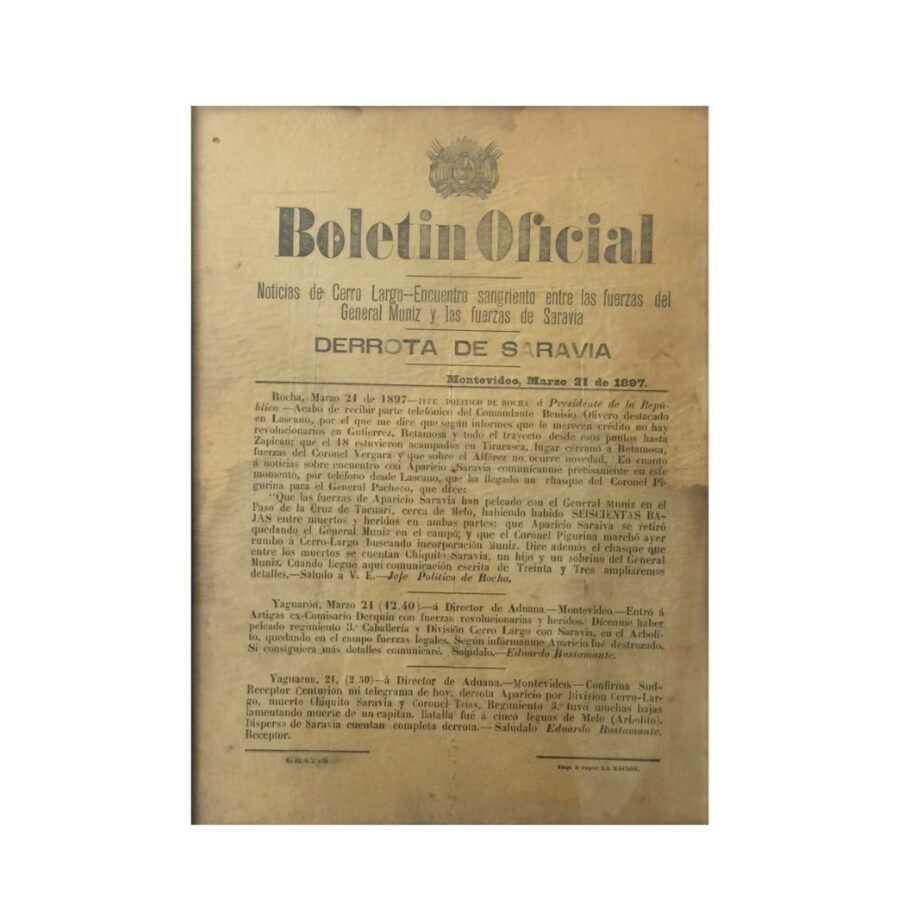 Boletin Oficial
Noticias de Cerro Largo--Encuentro sangriento entre las fuerzas del
General Muniz y las fuerzas de Saravia
DERROTA DE SARAVIA
Montevideo, Marzo 21 de 1897.
Rocha, Marzo 21 de 1897—JEFE POLITICO DE ROCHA á Presidente de la Repú-
blica.—Acabo de recibir parte telefónico del Comandante Benisio Olivero destacado
en Lascano, por el que me dice que según informes que le merecen crédito no hay
revolucionarios en Gutierrez, Retamosa y todo el trayecto desde esos puntos hasta
Zapicán; que el 18 estuvieron acampados en Tirarasca, lugar cercano á Retamosa,
fuerzas del Coronel Vergara y que sobre el Alférez no ocurre novedad. En cuanto
á noticias sobre encuentro con Aparicio Saravia comunícanme precisamente en este
momento, por teléfono desde Lascano, que ha llegado un chasque del Coronel Pi-
gurina para el General Pacheco, que dice:
"Que las fuerzas de Aparicio Saravia han peleado con el General Muniz en el
Paso de la Cruz de Tacuarí, cerca de Melo, habiendo habido SEISCIENTAS BA-
JAS entre muertos y heridos en ambas partes; que Aparicio Saraiva se retiró
quedando el General Muniz en el campo; y que el Coronel Pigurina marchó ayer
rumbo á Cerro-Largo buscando incorporación Muniz. Dice además el chasque que
entre los muertos se cuentan Chiquito Saravia, un hijo y un sobrino del General
Muniz. Cuando llegue aquí comunicación escrita de Treinta y Tres ampliaremos
detalles.—Saludo á V. E.—Jefe Político de Rocha.
Yaguarón, Marzo 21 (12.40).—á Director de Aduana.—Montevideo.—Entró á
Artigas ex-Comisario Derquin con fuerzas revolucionarias y heridos. Dícenme haber
peleado regimiento 3.º Caballería y División Cerro Largo con Saravia, en el Arboli-
to, quedando en el campo fuerzas legales. Según infórmanme Aparicio fué destrozado.
Si consiguiera más detalles comunicaré. Salúdalo.—Eduardo Bustamante.
Yaguaron, 21, (2.50)—á Director de Aduana.—Montevideo.—Confirma Sud-
Receptor Centurion mi telegrama de hoy, derrota Aparicio por Division Cerro-Lar-
go, muerto Chiquito Saravia y Coronel Trias. Regimiento 3.º tuvo muchas bajas
lamentando muerte de un capitán. Batalla fué á cinco leguas de Melo (Arbolito).
Disperso de Saravia cuentan completa derrota.—Salúdalo Eduardo Bustamante,
Receptor.
GRATIS
Imp. á vapor LA NACION.